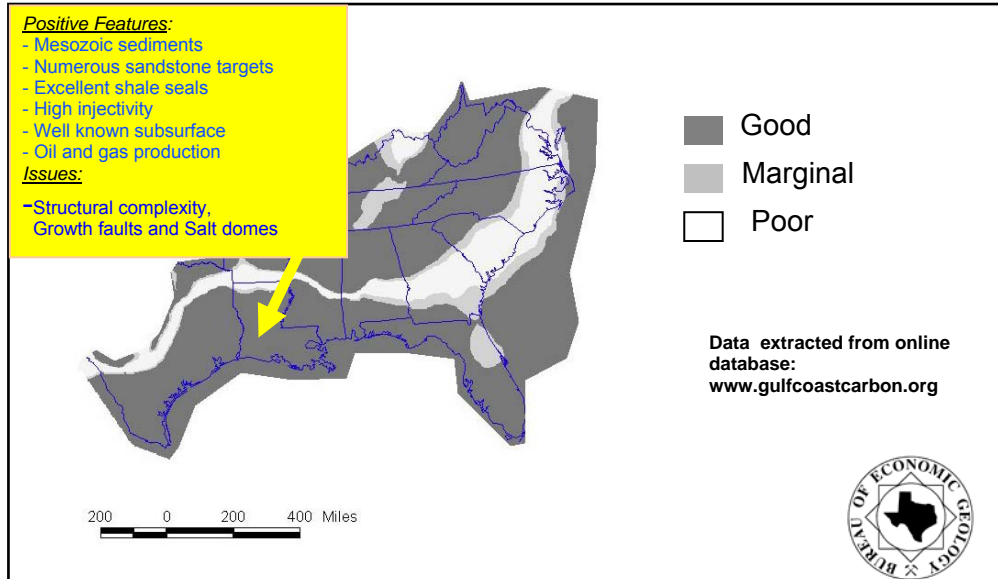 Positive Features:
- Mesozoic sediments
- Numerous sandstone targets
- Excellent shale seals
- High injectivity
- Well known subsurface
- Oil and gas production
Issues:
-Structural complexity,
Growth faults and Salt domes
Good
Marginal
Poor
Data extracted from online
database:
www.gulfcoastcarbon.org
200 0 200 400 Miles
BUREAU OF ECONOMIC GEOLOGY